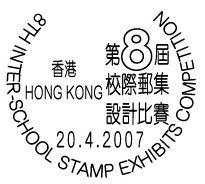 8TH INTER-SCHOOL STAMP EXHIBITS COMPETITION
香港
HONG KONG
第8屆
校際郵集
設計比賽
20.4.2007